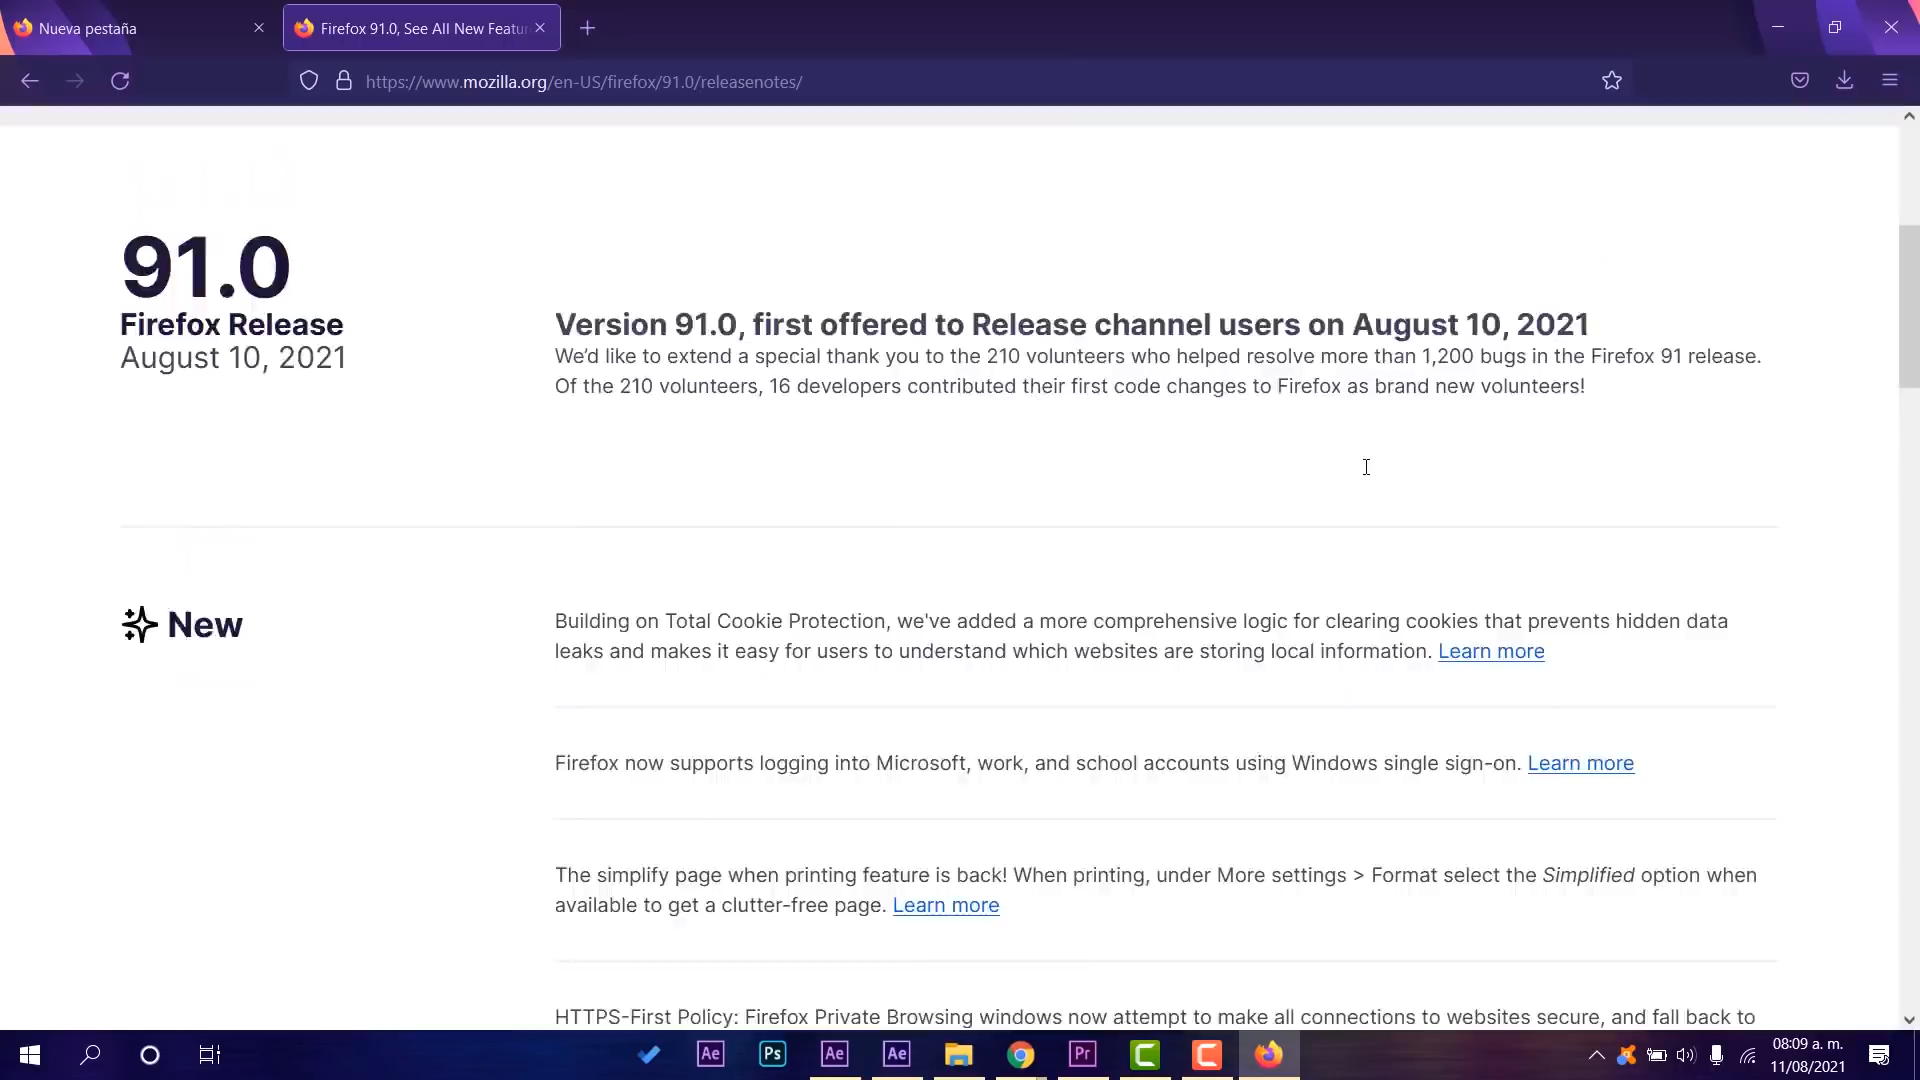 Nueva pestaña
Firefox 91.0, See All New Featur
https://www.mozilla.org/en-US/firefox/91.0/releasenotes/
91.0
Firefox Release
August 10, 2021
Version 91.0, first offered to Release channel users on August 10, 2021
We’d like to extend a special thank you to the 210 volunteers who helped resolve more than 1,200 bugs in the Firefox 91 release.
Of the 210 volunteers, 16 developers contributed their first code changes to Firefox as brand new volunteers!
New
Building on Total Cookie Protection, we've added a more comprehensive logic for clearing cookies that prevents hidden data
leaks and makes it easy for users to understand which websites are storing local information. Learn more
Firefox now supports logging into Microsoft, work, and school accounts using Windows single sign-on. Learn more
The simplify page when printing feature is back! When printing, under More settings > Format select the Simplified option when
available to get a clutter-free page. Learn more
HTTPS-First Policy: Firefox Private Browsing windows now attempt to make all connections to websites secure, and fall back to
Ae
Ps
Ae
Ae
Pr
08:09 a. m.
11/08/2021